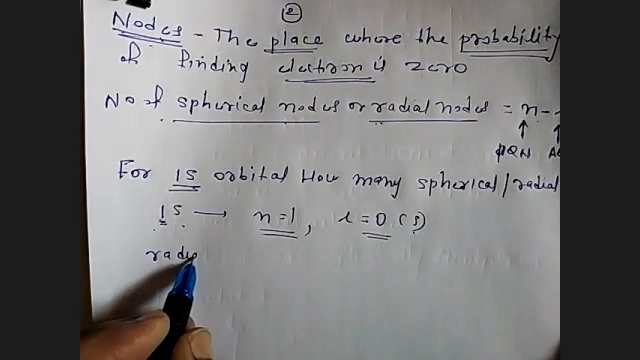 2
Nodes - The place where the probability
of finding electron is zero
No of spherical nodes or radial nodes = n -
PQN
For 1s orbital How many spherical/radial
1s → n=1, l=0 (s)
radi